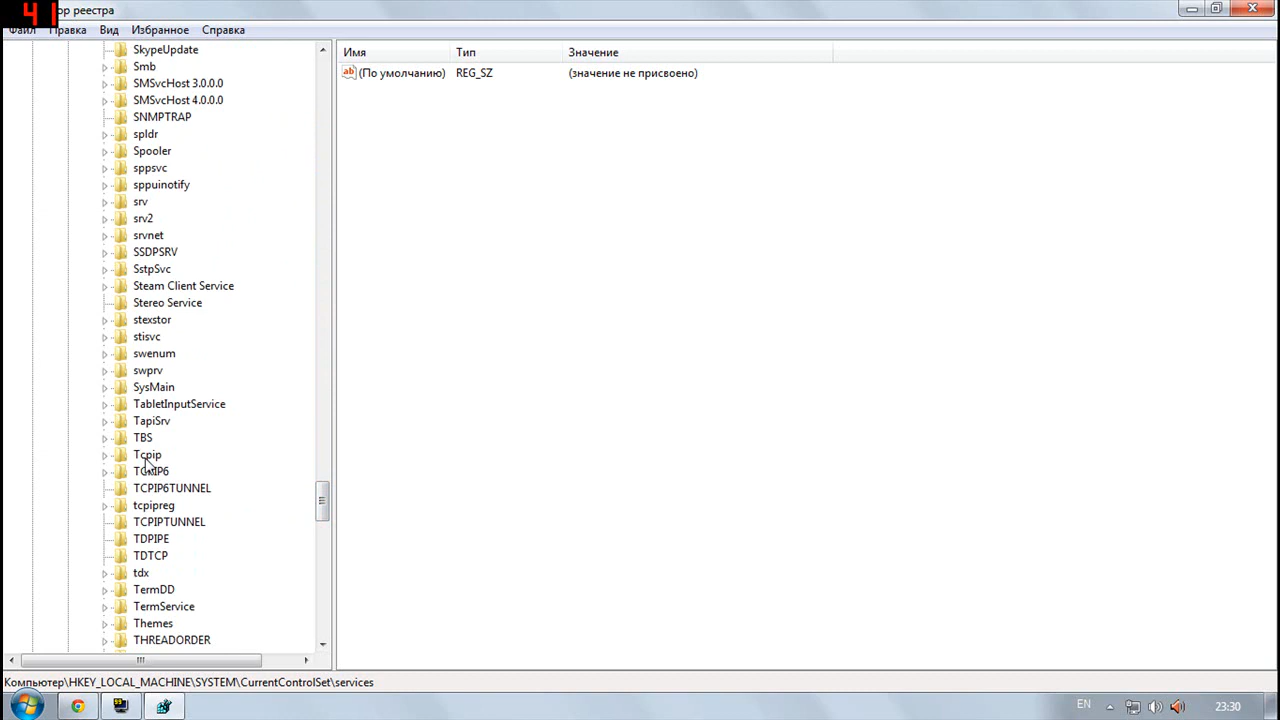 41
ор реестра
Файл Правка Вид Избранное Справка
SkypeUpdate
Smb
SMSvcHost 3.0.0.0
SMSvcHost 4.0.0.0
SNMPTRAP
spldr
Spooler
sppsvc
sppuinotify
srv
srv2
srvnet
SSDPSRV
SstpSvc
Steam Client Service
Stereo Service
stexstor
stisvc
swenum
swprv
SysMain
TabletInputService
TapiSrv
TBS
Tcpip
TCPIP6
TCPIP6TUNNEL
tcpipreg
TCPIPTUNNEL
TDPIPE
TDTCP
tdx
TermDD
TermService
Themes
THREADORDER
Имя Тип Значение
ab (По умолчанию) REG_SZ (значение не присвоено)
Компьютер\HKEY_LOCAL_MACHINE\SYSTEM\CurrentControlSet\services
EN 23:30